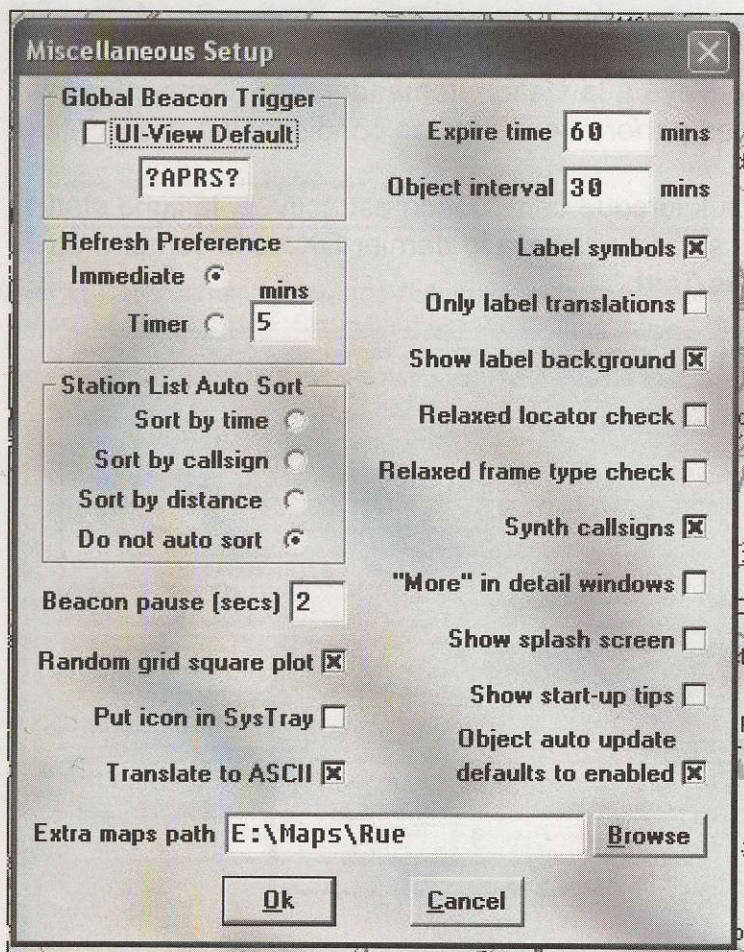 Miscellaneous Setup
Global Beacon Trigger
UI-View Default
?APRS?
Refresh Preference
Immediate
mins
Timer
5
Station List Auto Sort
Sort by time
Sort by callsign
Sort by distance
Do not auto sort
Beacon pause (secs) 2
Random grid square plot
Put icon in SysTray
Translate to ASCII
Expire time 60 mins
Object interval 30 mins
Label symbols
Only label translations
Show label background
Relaxed locator check
Relaxed frame type check
Synth callsigns
"More" in detail windows
Show splash screen
Show start-up tips
Object auto update
defaults to enabled
Extra maps path E:\Maps\Rue Browse
Ok Cancel